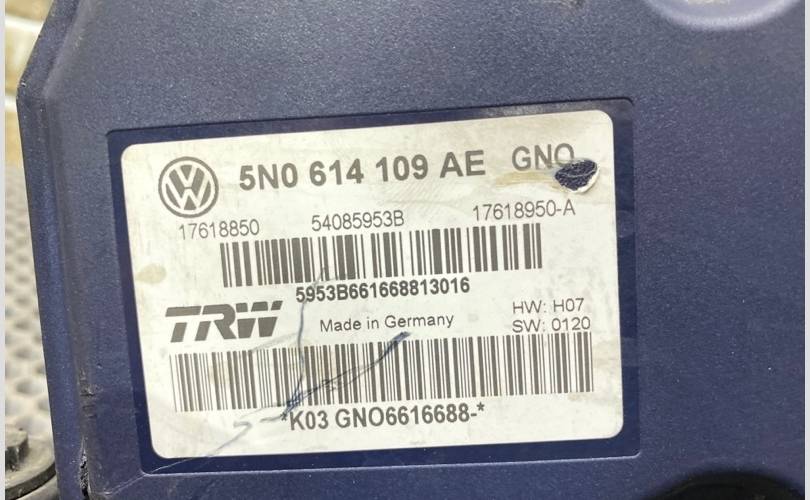 5N0 614 109 AE GNO
17618850 54085953B 17618950-A
5953B661668813016
TRW Made in Germany HW: H07
SW: 0120
*K03 GNO6616688-*